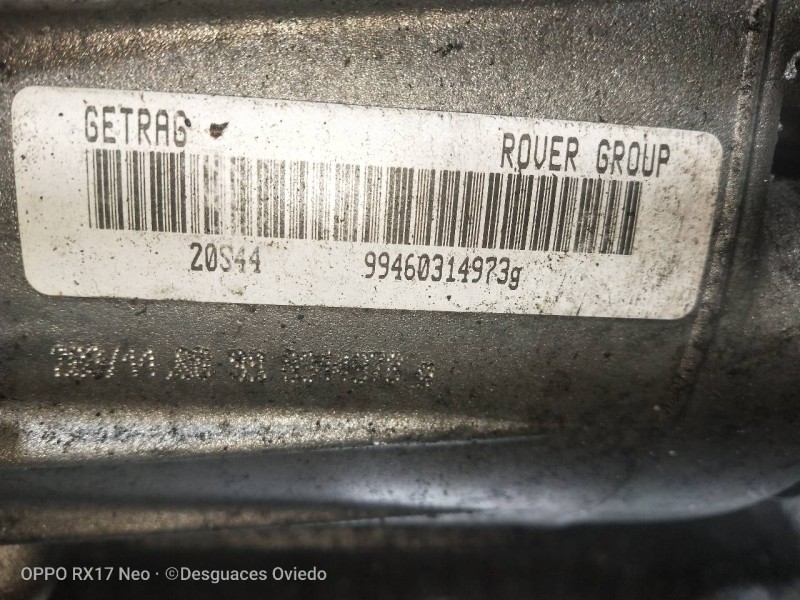 GETRAG
ROVER GROUP
20S44 99460314973g
OPPO RX17 Neo · ©Desguaces Oviedo